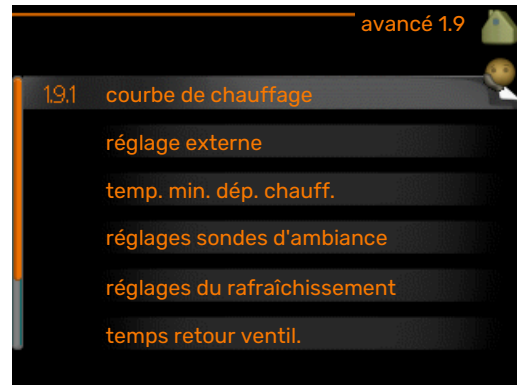 avancé 1.9
1.9.1 courbe de chauffage
réglage externe
temp. min. dép. chauff.
réglages sondes d'ambiance
réglages du rafraîchissement
temps retour ventil.